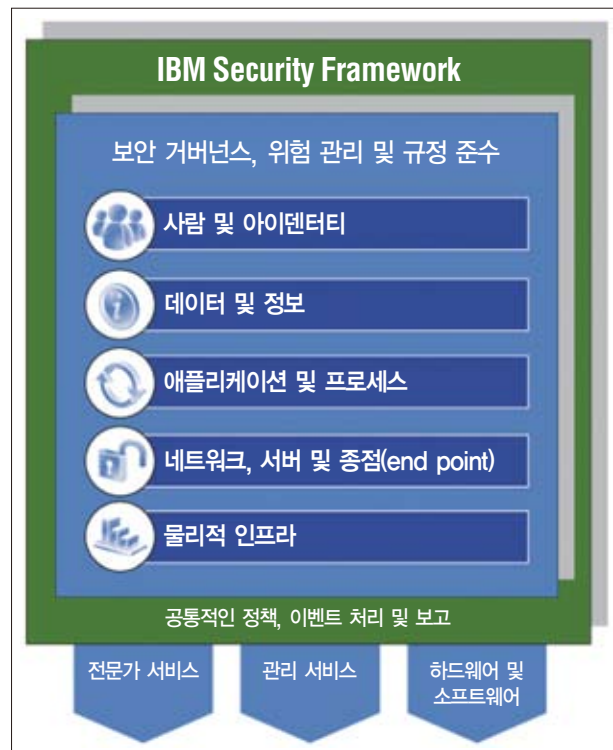 IBM Security Framework
보안 거버넌스, 위험 관리 및 규정 준수
사람 및 아이덴터티
데이터 및 정보
애플리케이션 및 프로세스
네트워크, 서버 및 종점(end point)
물리적 인프라
공통적인 정책, 이벤트 처리 및 보고
전문가 서비스
관리 서비스
하드웨어 및
소프트웨어